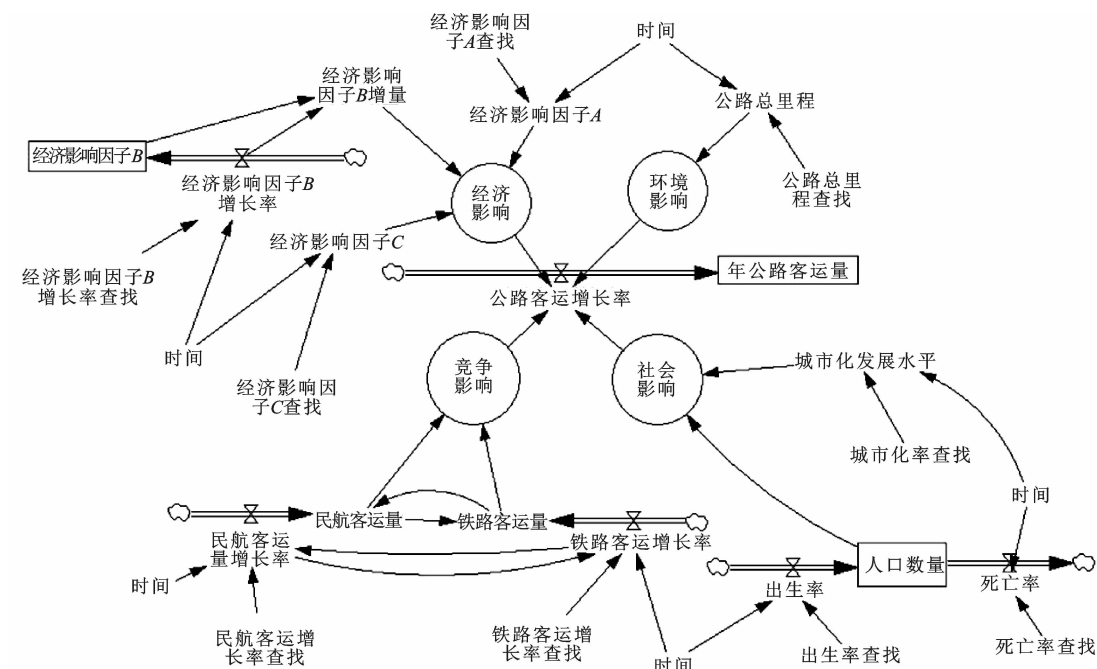 经济影响因
子A查找
时间
经济影响
因子B增量
经济影响因子A
公路总里程
经济影响因子B
经济影响因子B
增长率
经济
影响
环境
影响
公路总里
程查找
经济影响因子C
经济影响因子B
增长率查找
年公路客运量
公路客运增长率
时间
经济影响因
子C查找
竞争
影响
社会
影响
城市化发展水平
城市化率查找
时间
民航客运量
铁路客运量
民航客运
量增长率
铁路客运增长率
时间
出生率
人口数量
死亡率
民航客运增
长率查找
铁路客运增
长率查找
时间
出生率查找
死亡率查找